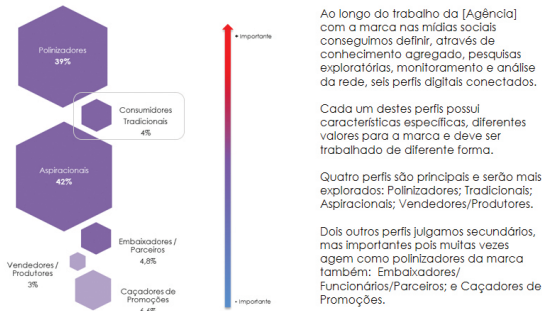 Polinizadores
39%
Consumidores
Tradicionais
4%
Aspiracionais
42%
Embaixadores /
Parceiros
4,8%
Vendedores /
Produtores
3%
Caçadores de
Promoções
+ importante
- importante
Ao longo do trabalho da [Agência]
com a marca nas mídias sociais
conseguimos definir, através de
conhecimento agregado, pesquisas
exploratórias, monitoramento e análise
da rede, seis perfis digitais conectados.
Cada um destes perfis possui
características específicas, diferentes
valores para a marca e deve ser
trabalhado de diferente forma.
Quatro perfis são principais e serão mais
explorados: Polinizadores; Tradicionais;
Aspiracionais; Vendedores/Produtores.
Dois outros perfil julgamos secundários,
mas importantes pois muitas vezes
agem como polinizadores da marca
também: Embaixadores/
Funcionários/Parceiros; e Caçadores de
Promoções.